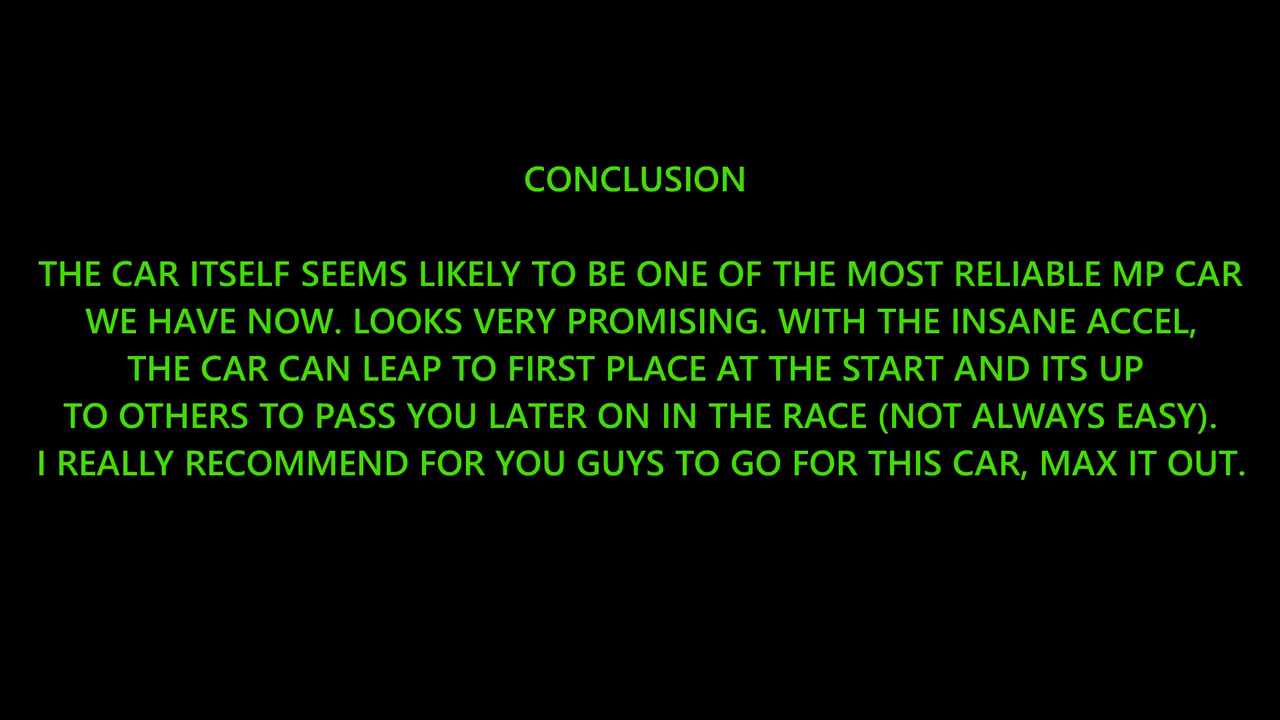 CONCLUSION
THE CAR ITSELF SEEMS LIKELY TO BE ONE OF THE MOST RELIABLE MP CAR
WE HAVE NOW. LOOKS VERY PROMISING. WITH THE INSANE ACCEL,
THE CAR CAN LEAP TO FIRST PLACE AT THE START AND ITS UP
TO OTHERS TO PASS YOU LATER ON IN THE RACE (NOT ALWAYS EASY).
I REALLY RECOMMEND FOR YOU GUYS TO GO FOR THIS CAR, MAX IT OUT.